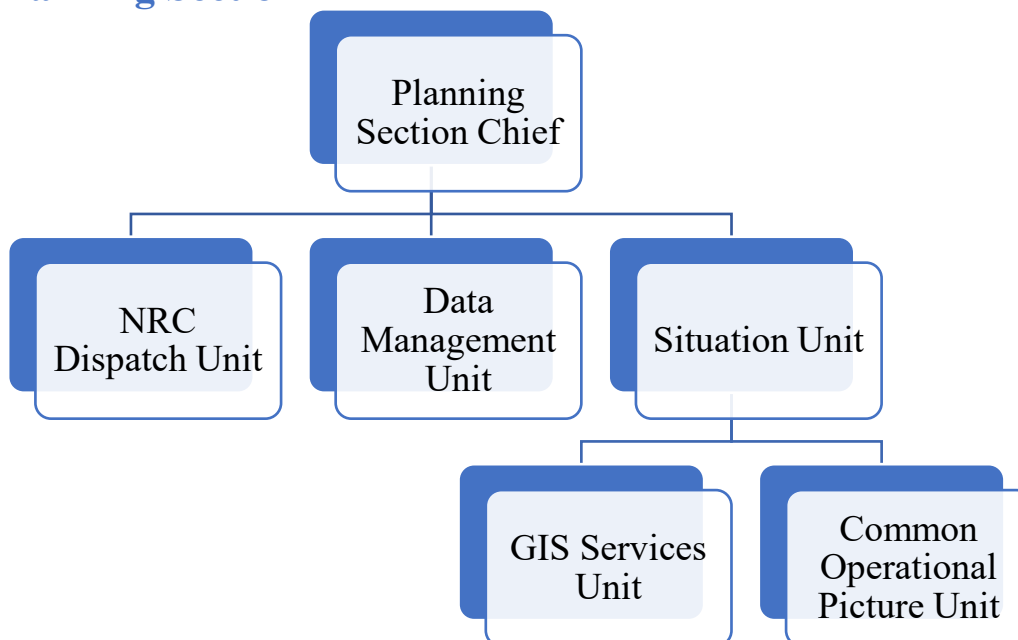 Planning
Section Chief
NRC
Dispatch Unit
Data
Management
Unit
Situation Unit
GIS Services
Unit
Common
Operational
Picture Unit